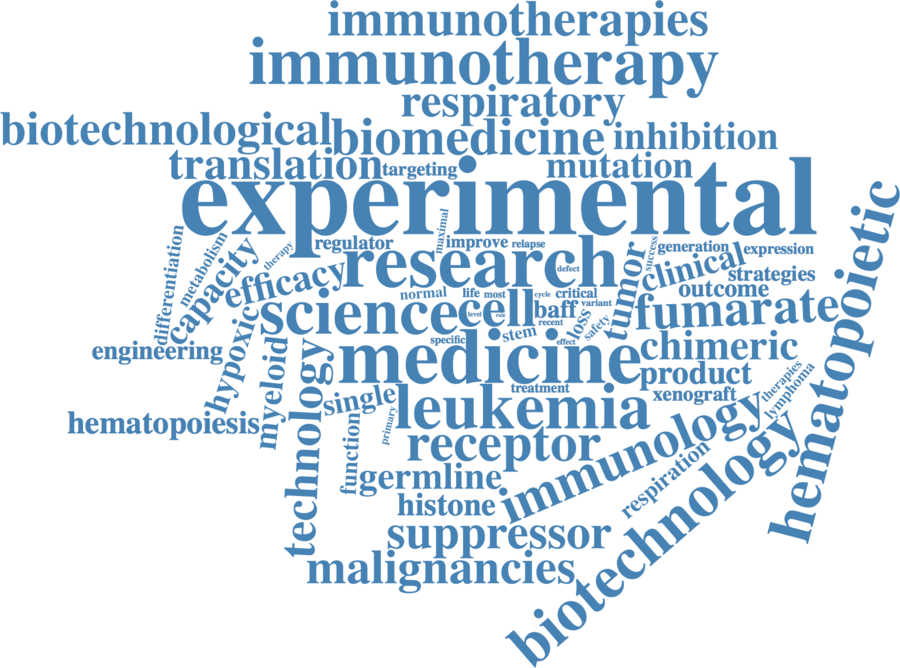 immunotherapies
immunotherapy
respiratory
biotechnological
biomedicine
inhibition
translation
targeting
mutation
experimental
differentiation
metabolism
capacity
therapy
regulator
maximal
improve
relapse
success
generation
expression
efficacy
research
defect
tumor
clinical
strategies
hypoxic
science
normal
cell
life
most
cycle
critical
variant
level
risk
baff
recent
loss
safety
fumarate
outcome
hematopoietic
engineering
myeloid
specific
stem
effect
medicine
chimeric
product
hematopoiesis
technology
single
primary
treatment
leukemia
xenograft
therapies
lymphoma
function
receptor
immunology
germline
histone
respiration
biotechnology
suppressor
malignancies